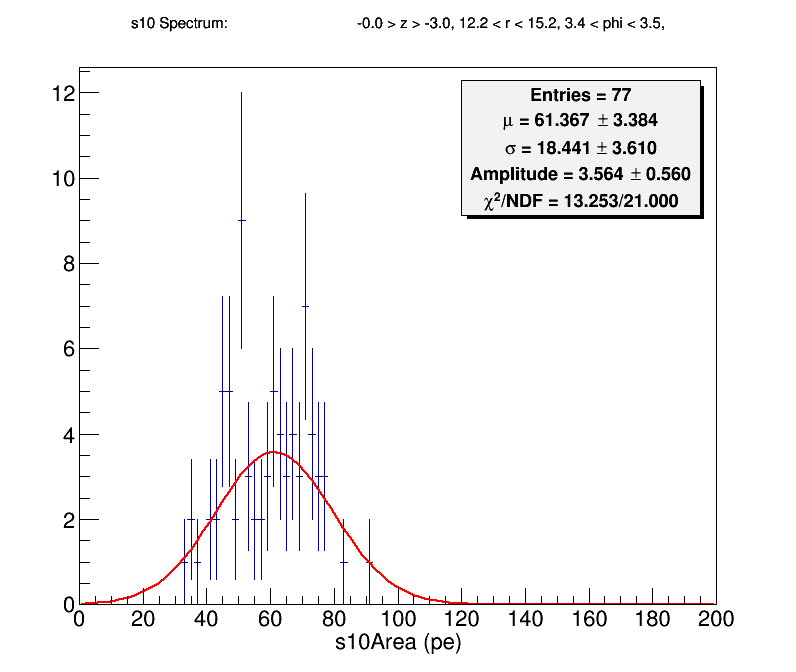 s10 Spectrum: -0.0 > z > -3.0, 12.2 < r < 15.2, 3.4 < phi < 3.5,
Entries = 77
μ = 61.367 ± 3.384
σ = 18.441 ± 3.610
Amplitude = 3.564 ± 0.560
χ²/NDF = 13.253/21.000
12
10
8
6
4
2
0
0 20 40 60 80 100 120 140 160 180 200
s10Area (pe)